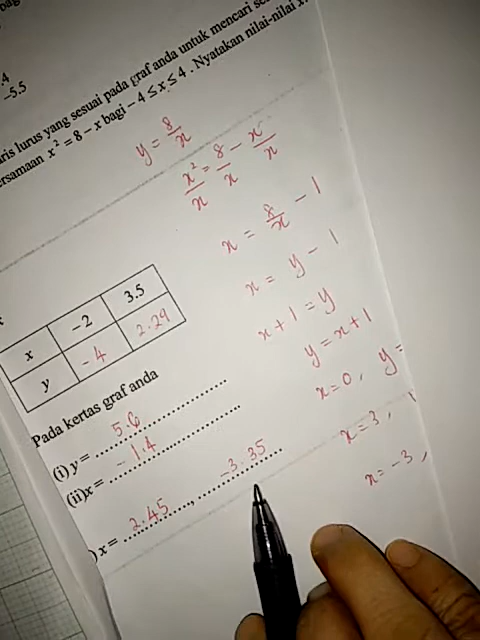 .4
-5.5
aris lurus yang sesuai pada graf anda untuk mencari se
ersamaan x² = 8 – x bagi – 4 ≤ x ≤ 4 . Nyatakan nilai-nilai x.
y = 8/x
x²/x = 8/x - x/x
x = 8/x - 1
x = y - 1
x + 1 = y
y = x + 1
x = 0, y =
x = 3, 
x = -3,
x -2 3.5
y -4 2.29
Pada kertas graf anda
(i) y = 5.6
(ii)x = -1.4
) x = 2.45, -3.35